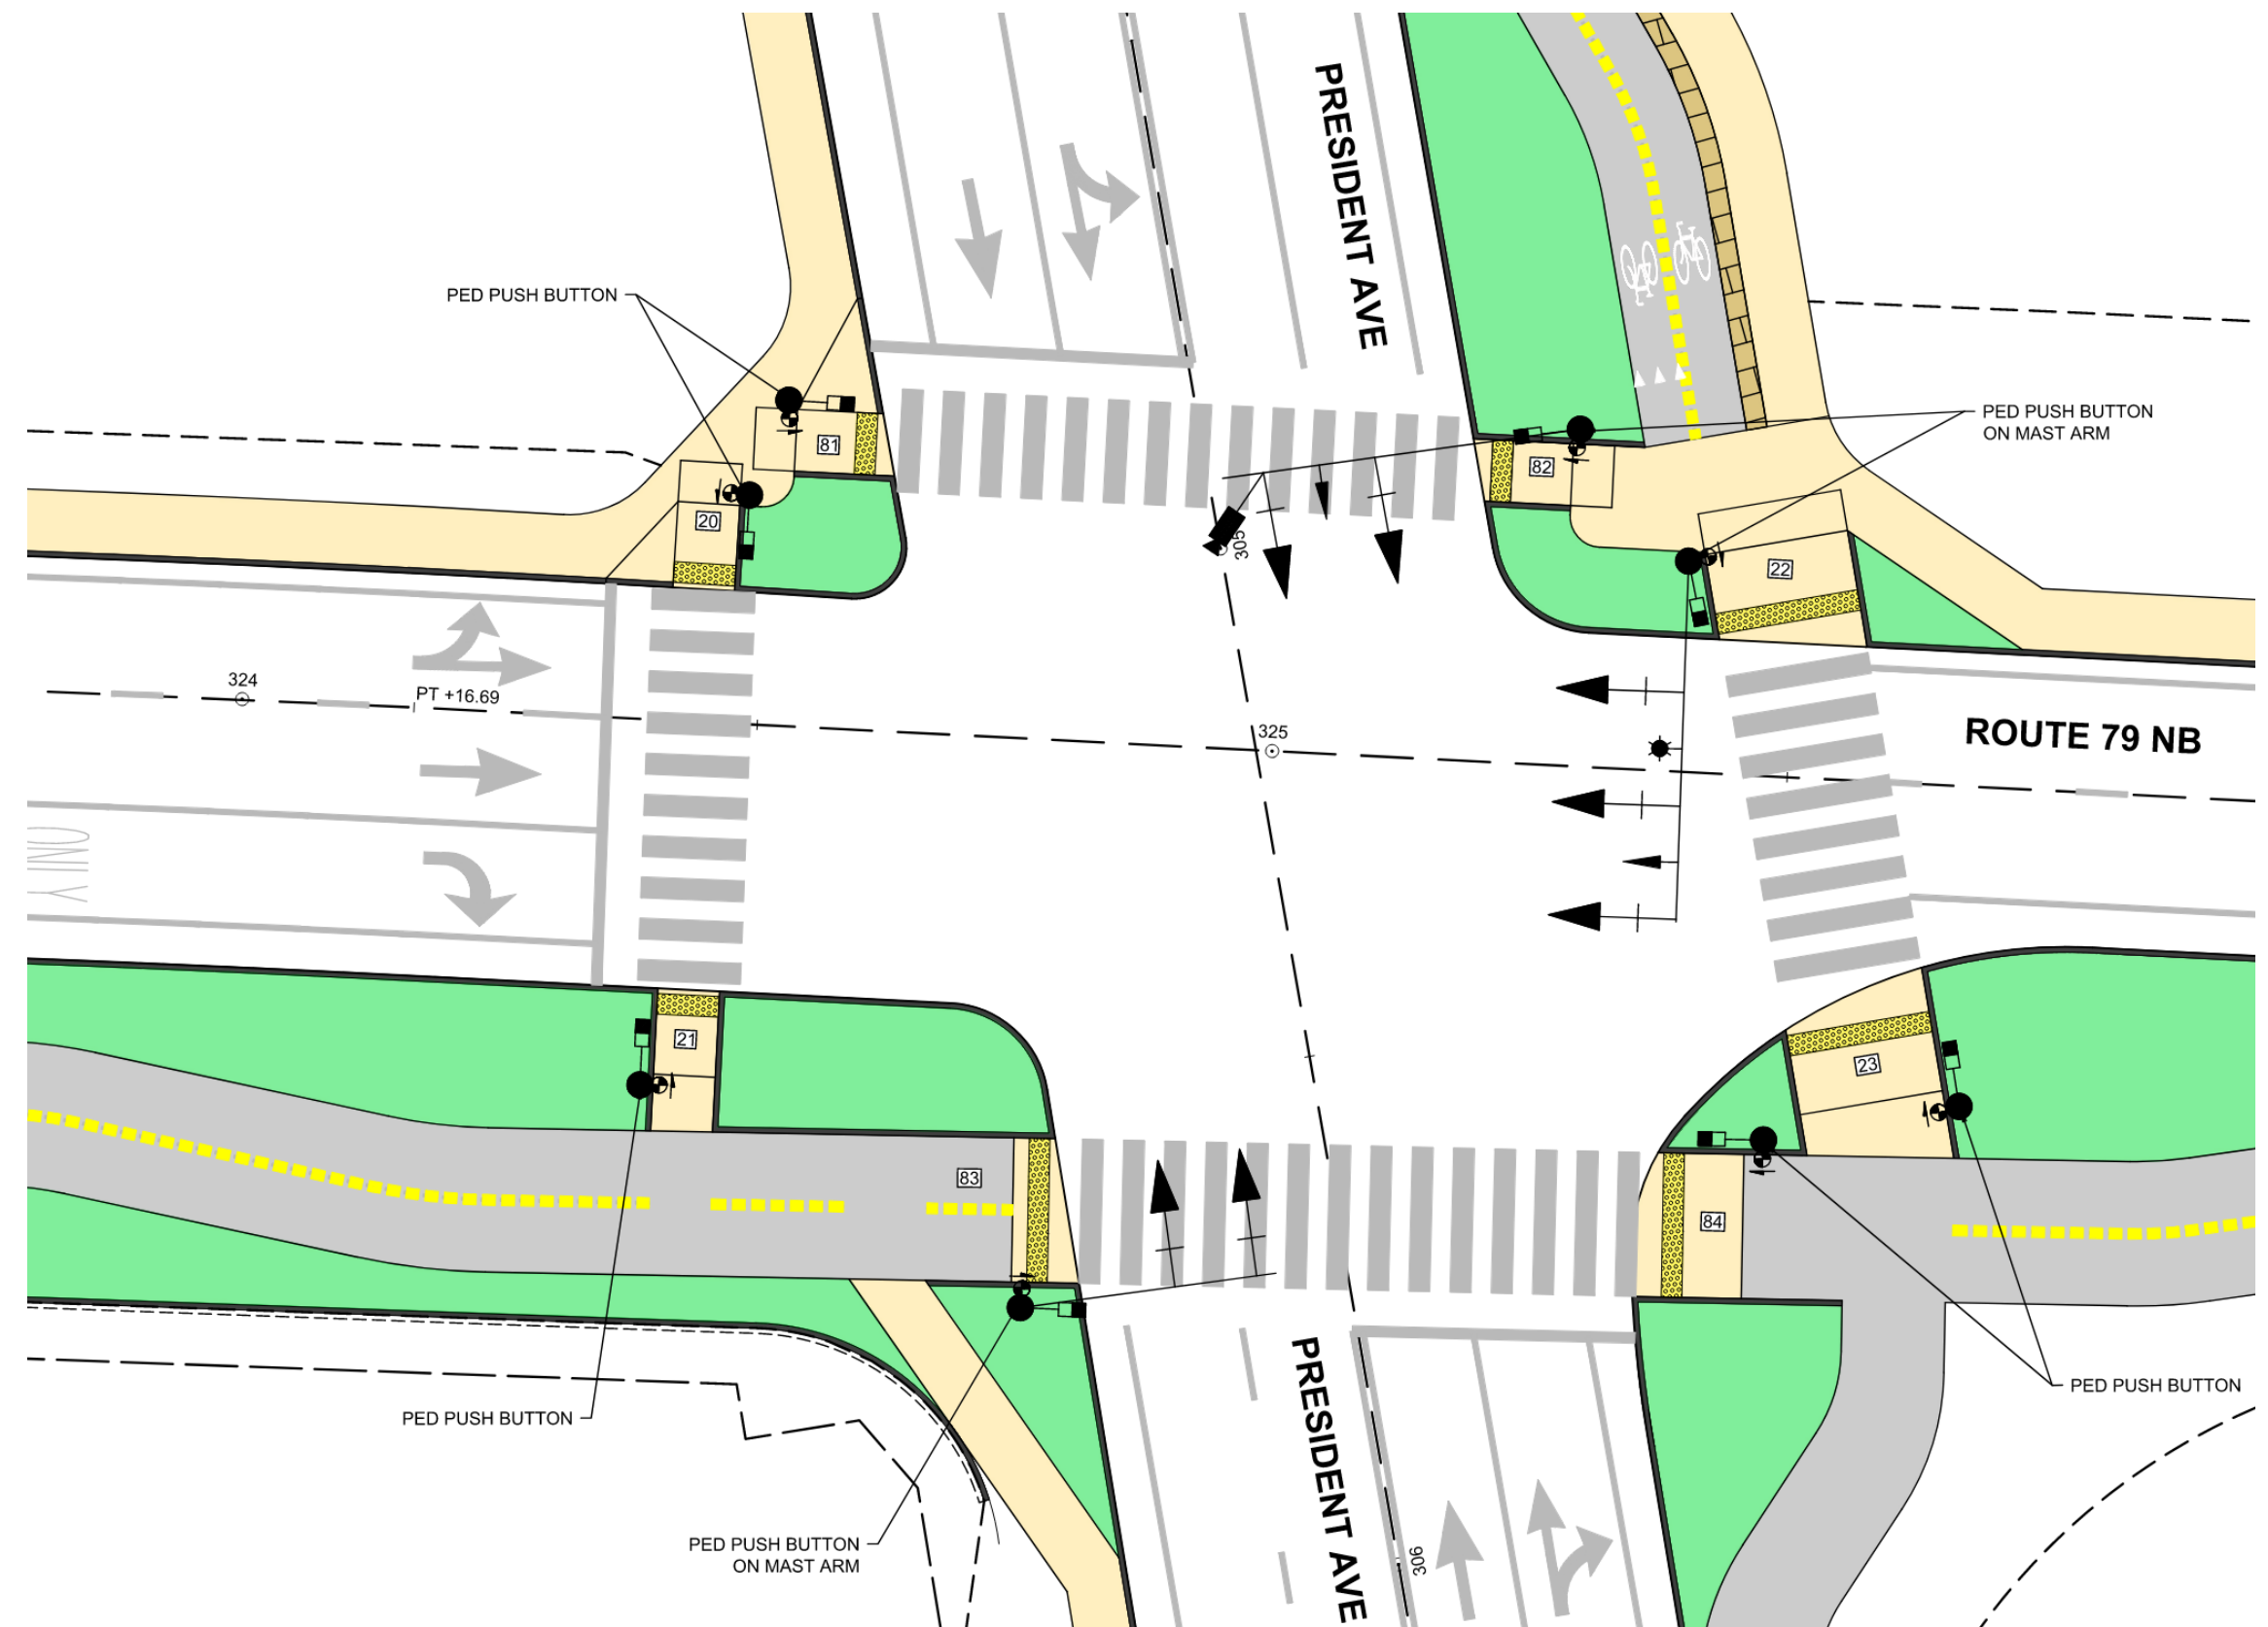 PRESIDENT AVE
PED PUSH BUTTON
81
20
PED PUSH BUTTON
ON MAST ARM
82
22
305
324
PT +16.69
325
ROUTE 79 NB
ONLY
21
23
83
84
PRESIDENT AVE
306
PED PUSH BUTTON
PED PUSH BUTTON
PED PUSH BUTTON
ON MAST ARM